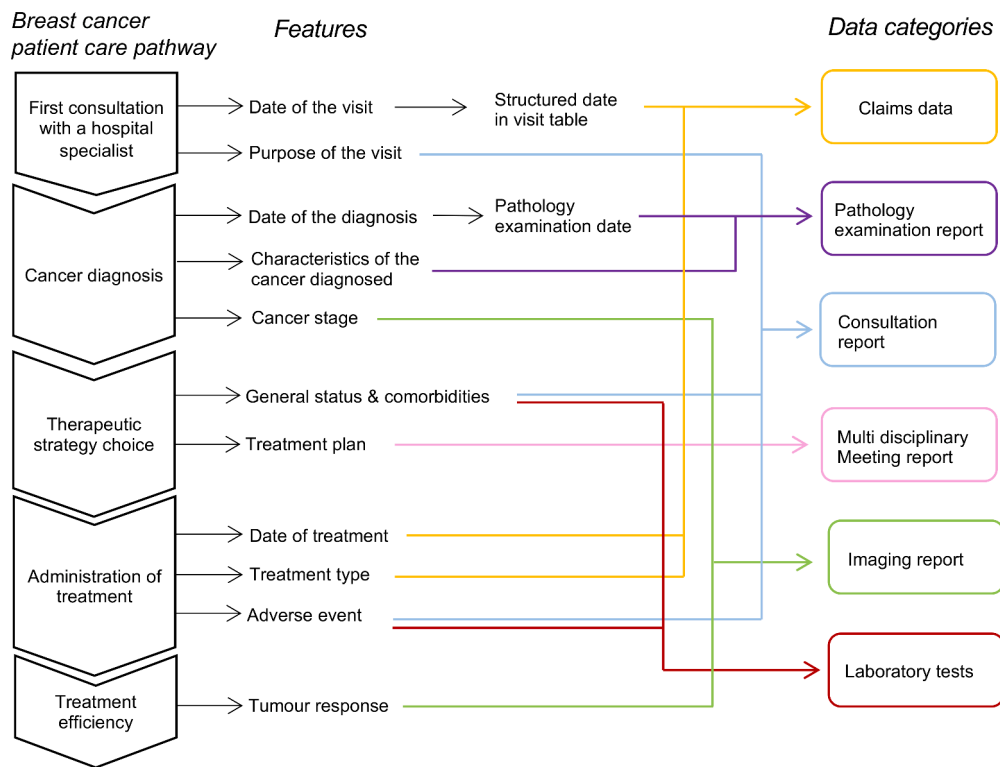 Breast cancer
patient care pathway
Features
Data categories
First consultation
with a hospital
specialist
Date of the visit
Structured date
in visit table
Claims data
Purpose of the visit
Cancer diagnosis
Date of the diagnosis
Pathology
examination date
Pathology
examination report
Characteristics of the
cancer diagnosed
Cancer stage
Consultation
report
Therapeutic
strategy choice
General status & comorbidities
Treatment plan
Multi disciplinary
Meeting report
Administration of
treatment
Date of treatment
Treatment type
Adverse event
Imaging report
Laboratory tests
Treatment
efficiency
Tumour response